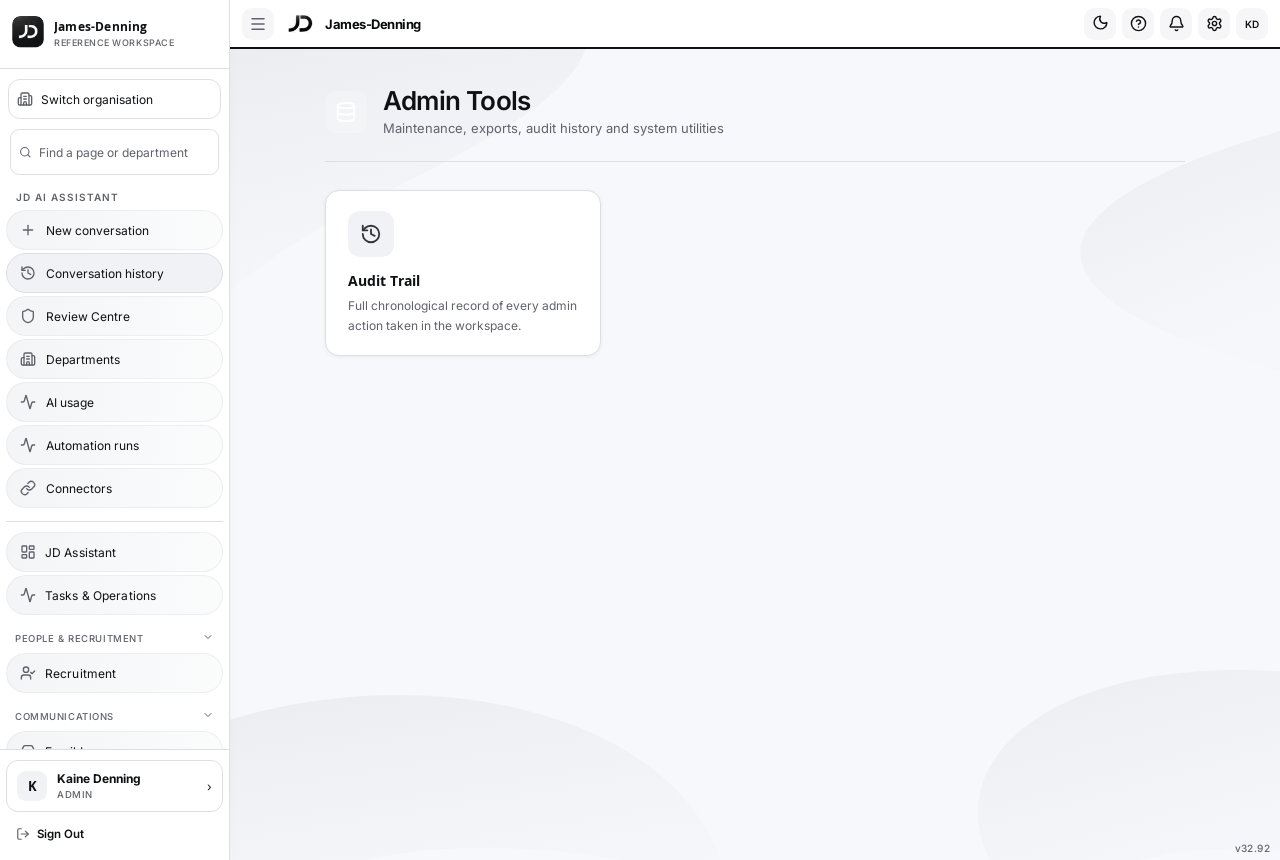 James-Denning
REFERENCE WORKSPACE
Switch organisation
Find a page or department
JD AI ASSISTANT
New conversation
Conversation history
Review Centre
Departments
AI usage
Automation runs
Connectors
JD Assistant
Tasks & Operations
PEOPLE & RECRUITMENT
Recruitment
COMMUNICATIONS
K
Kaine Denning
ADMIN
Sign Out
JD James-Denning
KD
Admin Tools
Maintenance, exports, audit history and system utilities
Audit Trail
Full chronological record of every admin
action taken in the workspace.
v32.92